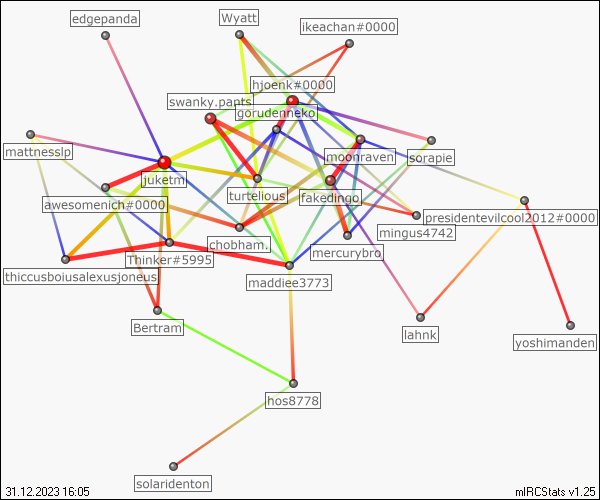 edgepanda
Wyatt
ikeachan#0000
hjoenk#0000
swanky.pants
gorudenneko
mattnesslp
juketm
moonraven
sorapie
awesomenich#0000
turtelious
fakedingo.
mingus4742
presidentevilcool2012#0000
thiccusboiusalexusjoneus
Thinker#5995
chobham.
mercurybro
maddiee3773
Bertram
lahnk
yoshimanden
hos8778
solaridenton
31.12.2023 16:05
mIRCStats v1.25